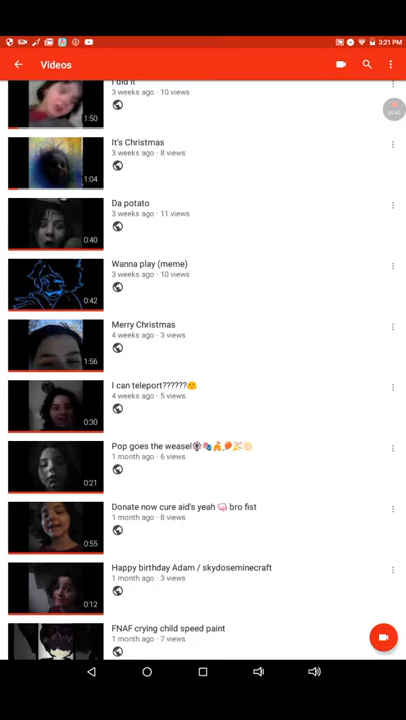 3:21 PM
Videos
I did it
3 weeks ago · 10 views
1:50
It's Christmas
3 weeks ago · 8 views
1:04
Da potato
3 weeks ago · 11 views
0:40
Wanna play (meme)
3 weeks ago · 10 views
0:42
Merry Christmas
4 weeks ago · 3 views
1:56
I can teleport??????
4 weeks ago · 5 views
0:30
Pop goes the weasel
1 month ago · 6 views
0:21
Donate now cure aid's yeah 🧠 bro fist
1 month ago · 8 views
0:55
Happy birthday Adam / skydoseminecraft
1 month ago · 3 views
0:12
FNAF crying child speed paint
1 month ago · 7 views